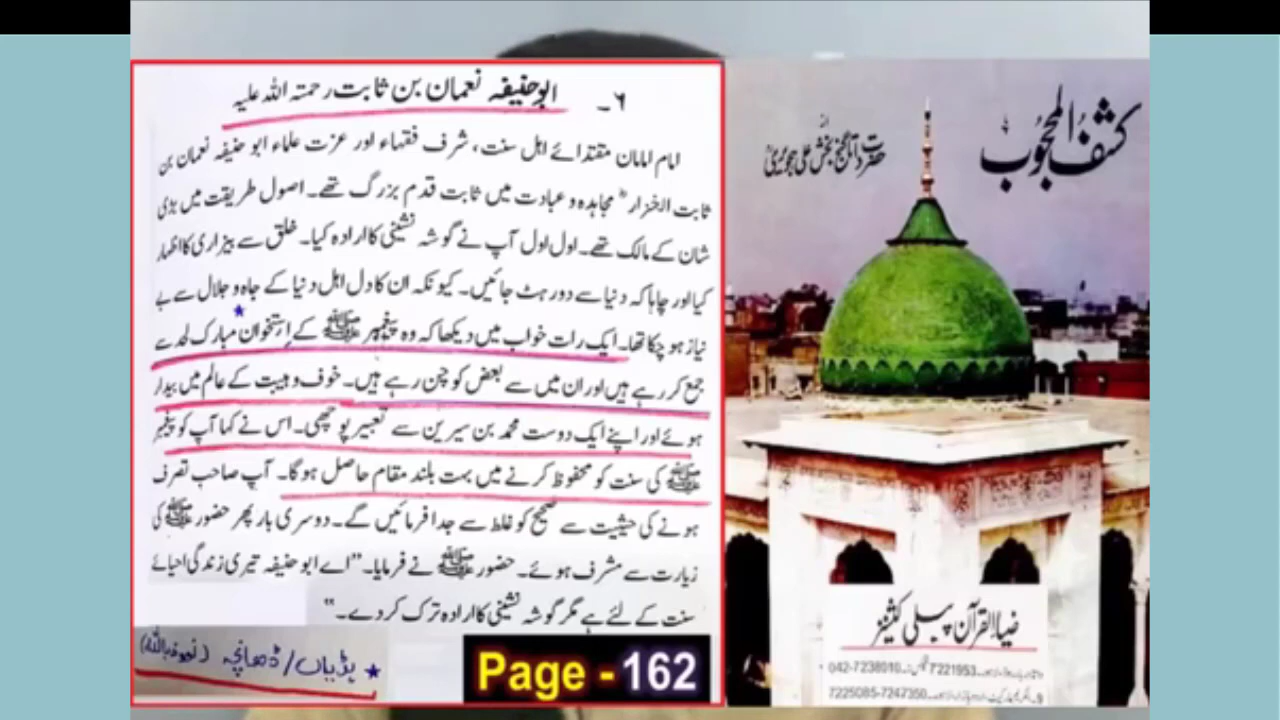 ۶۔ ابو حنیفہ نعمان بن ثابت رحمتہ اللہ علیہ
امام امامان مقتدائے اہل سنت، شرف فقہاء اور عزت علماء ابو حنیفہ نعمان بن
ثابت الخزار مجاہدہ و عبادت میں ثابت قدم بزرگ تھے۔ اصول طریقت میں بڑی
شان کے مالک تھے۔ اول اول آپ نے گوشہ نشینی کا ارادہ کیا۔ خلق سے بیزاری کا اظہار
کیا اور چاہا کہ دنیا سے دور ہٹ جائیں۔ کیونکہ ان کا دل اہل دنیا کے جاہ و جلال سے بے
نیاز ہو چکا تھا۔ ایک رات خواب میں دیکھا کہ وہ پیغمبر ﷺ کے استخوان مبارک لحد سے
جمع کر رہے ہیں اور ان میں سے بعض کو چن رہے ہیں۔ خوف و ہیبت کے عالم میں بیدار
ہوئے اور اپنے ایک دوست محمد بن سیرین سے تعبیر پوچھی۔ اس نے کہا آپ کو پیغمبر
ﷺ کی سنت کو محفوظ کرنے میں بہت بلند مقام حاصل ہوگا۔ آپ صاحب تصرف
ہونے کی حیثیت سے صحیح کو غلط سے جدا فرمائیں گے۔ دوسری بار پھر حضور ﷺ کی
زیارت سے مشرف ہوئے۔ حضور ﷺ نے فرمایا۔ "اے ابو حنیفہ تیری زندگی احیائے
سنت کے لئے ہے مگر گوشہ نشینی کا ارادہ ترک کر دے۔"
★ ہڈیاں/ڈھانچہ (نعوذ باللہ)
Page - 162
کشف المحجوب
از
حضرت داتا گنج بخش علی ہجویریؒ
ضیاء القرآن پبلی کیشنز
7221953 042-7238010
7225085-7247350